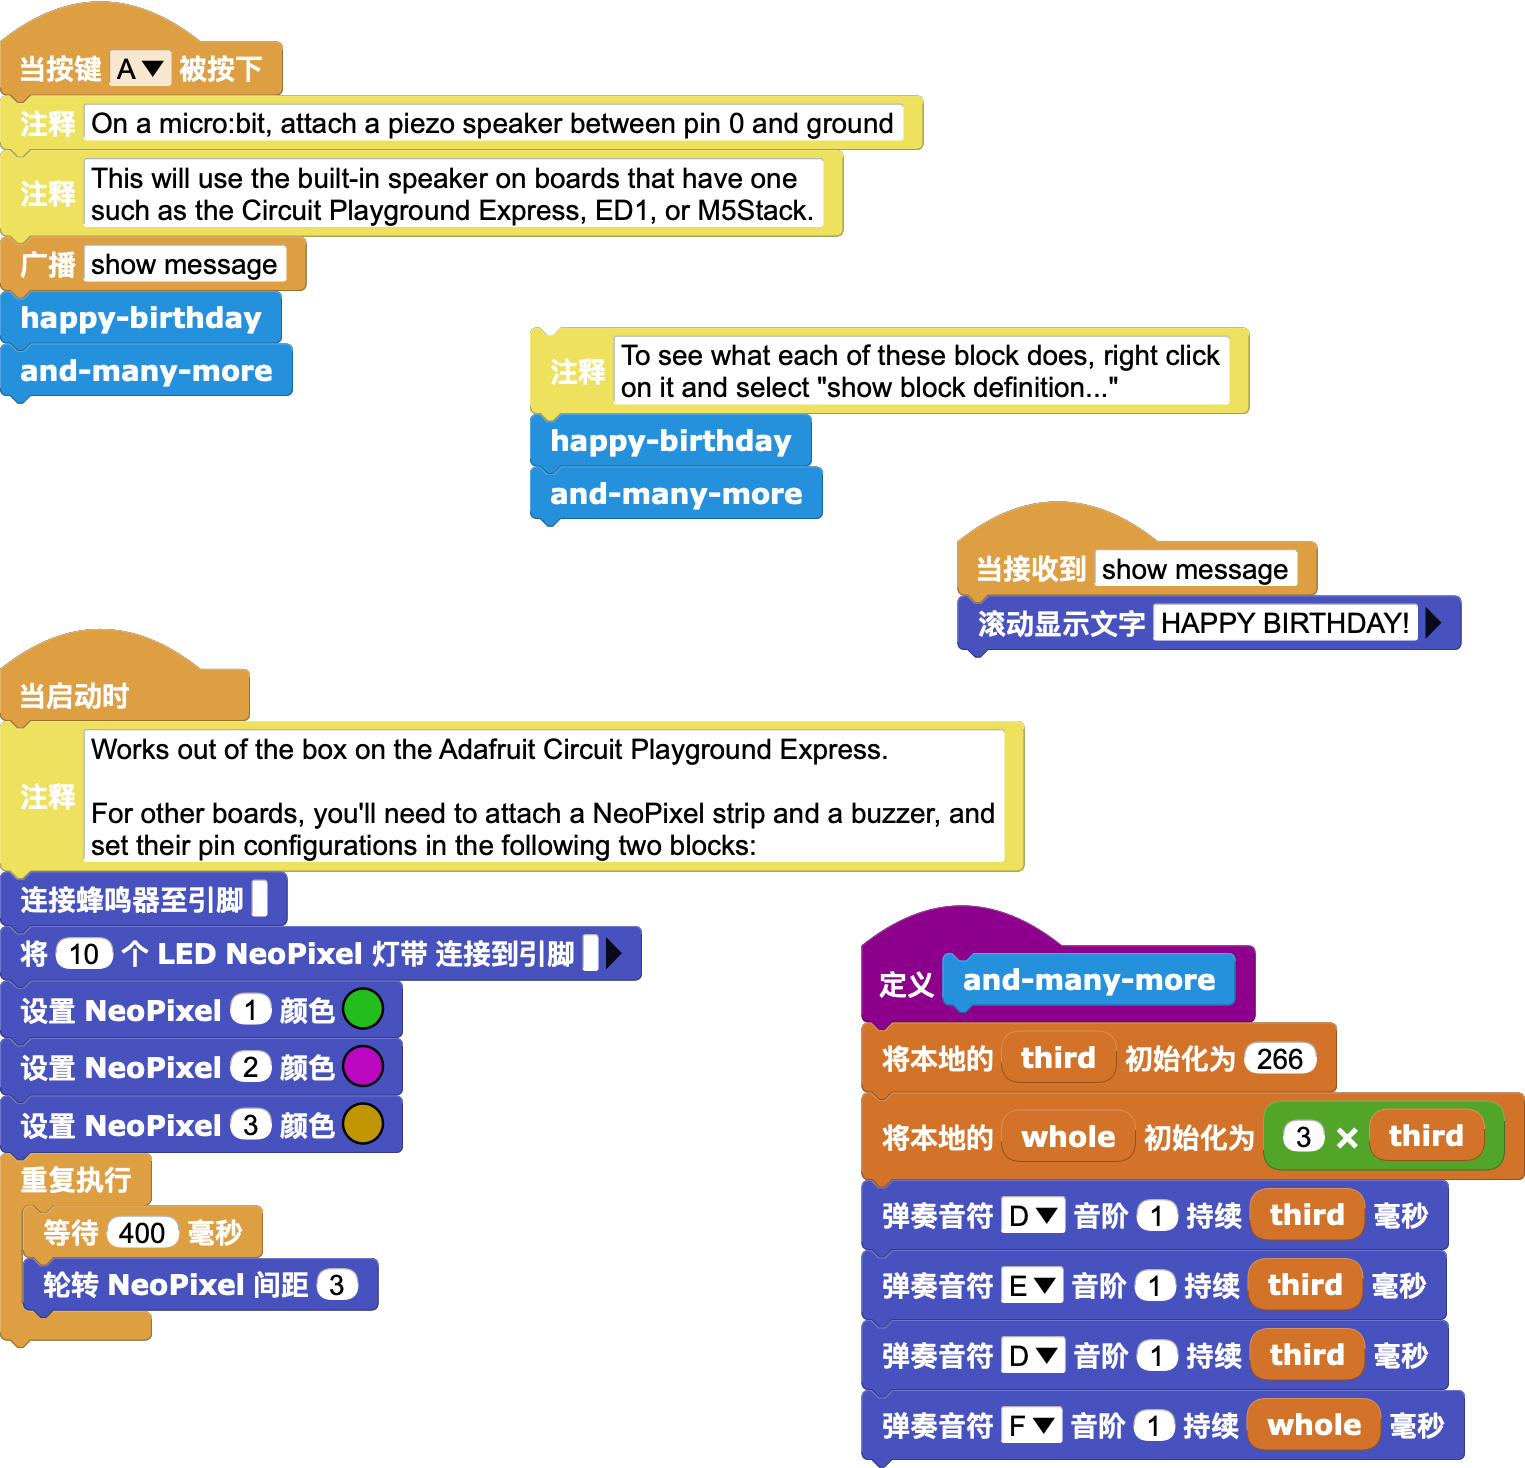 当按键 A 被按下
注释 On a micro:bit, attach a piezo speaker between pin 0 and ground
注释 This will use the built-in speaker on boards that have one
such as the Circuit Playground Express, ED1, or M5Stack.
广播 show message
happy-birthday
and-many-more
注释 To see what each of these block does, right click
on it and select "show block definition..."
happy-birthday
and-many-more
当接收到 show message
滚动显示文字 HAPPY BIRTHDAY!
当启动时
注释 Works out of the box on the Adafruit Circuit Playground Express.
For other boards, you'll need to attach a NeoPixel strip and a buzzer, and
set their pin configurations in the following two blocks:
连接蜂鸣器至引脚
将 10 个 LED NeoPixel 灯带 连接到引脚
设置 NeoPixel 1 颜色
设置 NeoPixel 2 颜色
设置 NeoPixel 3 颜色
重复执行
等待 400 毫秒
轮转 NeoPixel 间距 3
定义 and-many-more
将本地的 third 初始化为 266
将本地的 whole 初始化为 3 × third
弹奏音符 D 音阶 1 持续 third 毫秒
弹奏音符 E 音阶 1 持续 third 毫秒
弹奏音符 D 音阶 1 持续 third 毫秒
弹奏音符 F 音阶 1 持续 whole 毫秒